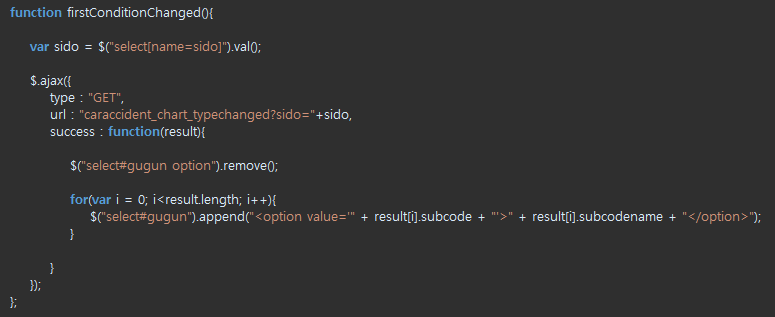 function firstConditionChanged(){
var sido = $("select[name=sido]").val();
$.ajax({
type : "GET",
url : "caraccident_chart_typechanged?sido="+sido,
success : function(result){
$("select#gugun option").remove();
for(var i = 0; i<result.length; i++){
$("select#gugun").append("<option value='" + result[i].subcode + "'>" + result[i].subcodename + "</option>");
}
}
});
};